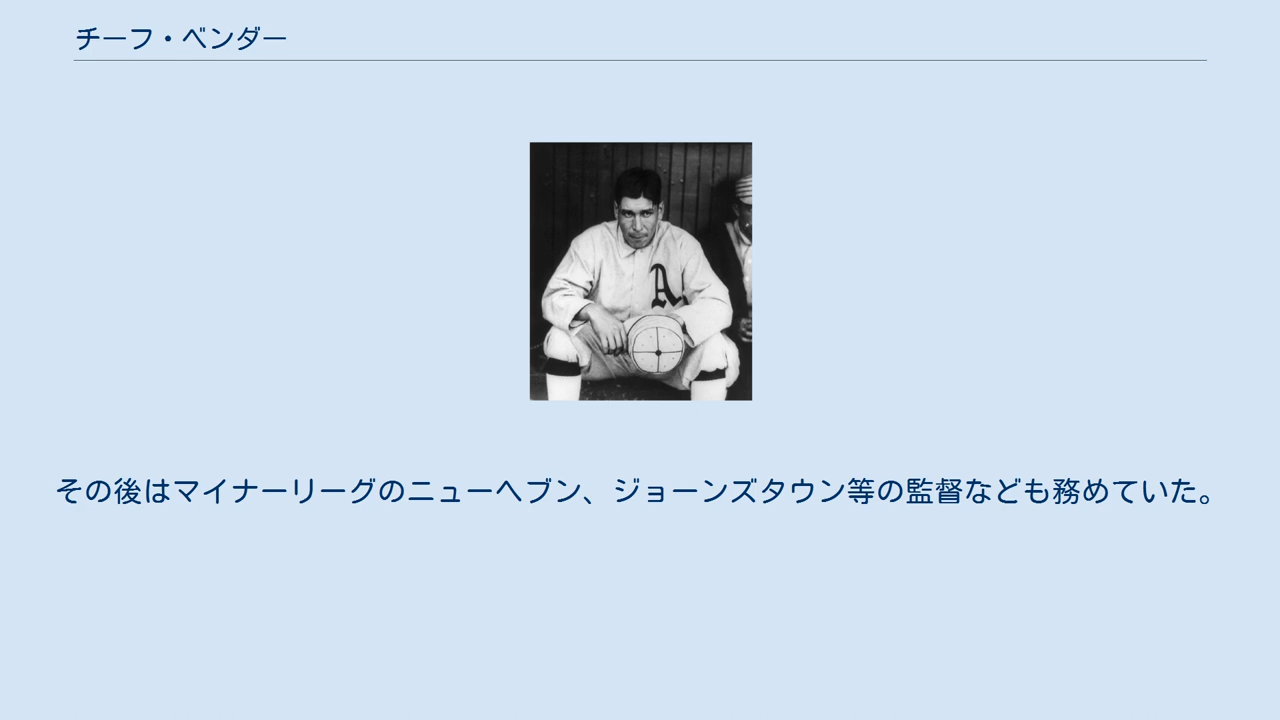 チーフ・ベンダー
A
その後はマイナーリーグのニューヘブン、ジョーンズタウン等の監督なども務めていた。